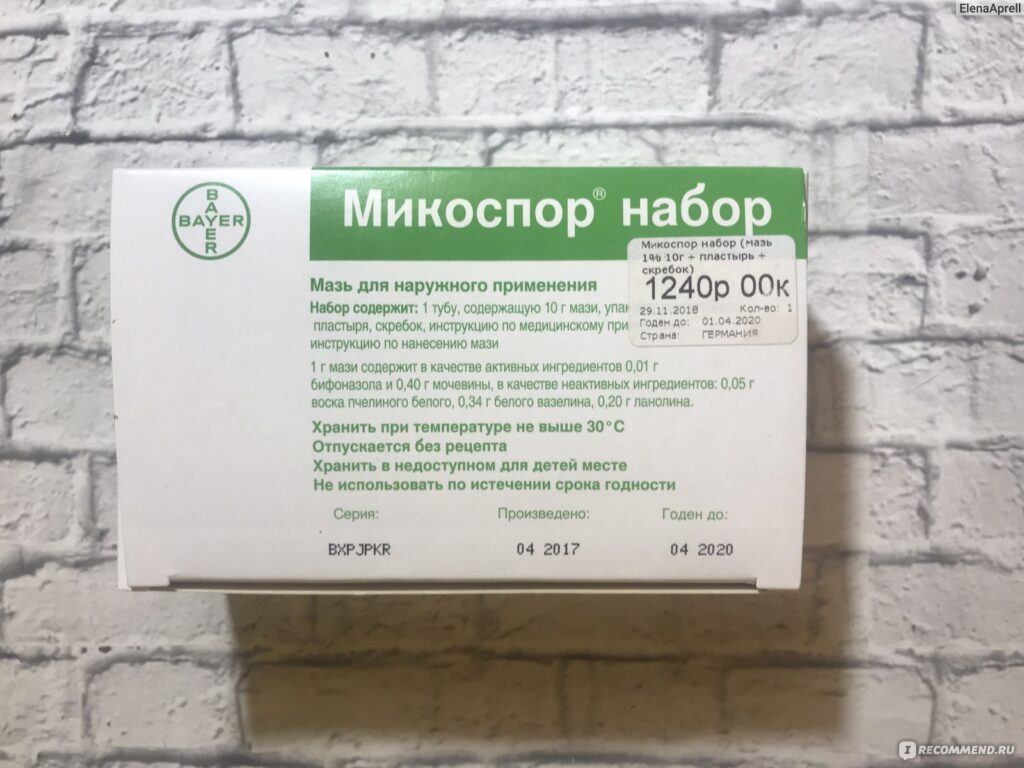 ElenaAprell
BAYER
BAYER
Микоспор® набор
Микоспор набор (мазь
1% 10г + пластырь +
скребок)
1240р 00к
29.11.2018 Кол-во: 1
Годен до: 01.04.2020
Страна: ГЕРМАНИЯ
Мазь для наружного применения
Набор содержит: 1 тубу, содержащую 10 г мази,
пластыря, скребок, инструкцию по медицинскому
инструкцию по нанесению мази
1 г мази содержит в качестве активных ингредиентов 0,01 г
бифоназола и 0,40 г мочевины, в качестве неактивных ингредиентов: 0,05 г
воска пчелиного белого, 0,34 г белого вазелина, 0,20 г ланолина.
Хранить при температуре не выше 30°С
Отпускается без рецепта
Хранить в недоступном для детей месте
Не использовать по истечении срока годности
Серия: Произведено: Годен до:
BXPJPKR 04 2017 04 2020
IRECOMMEND.RU